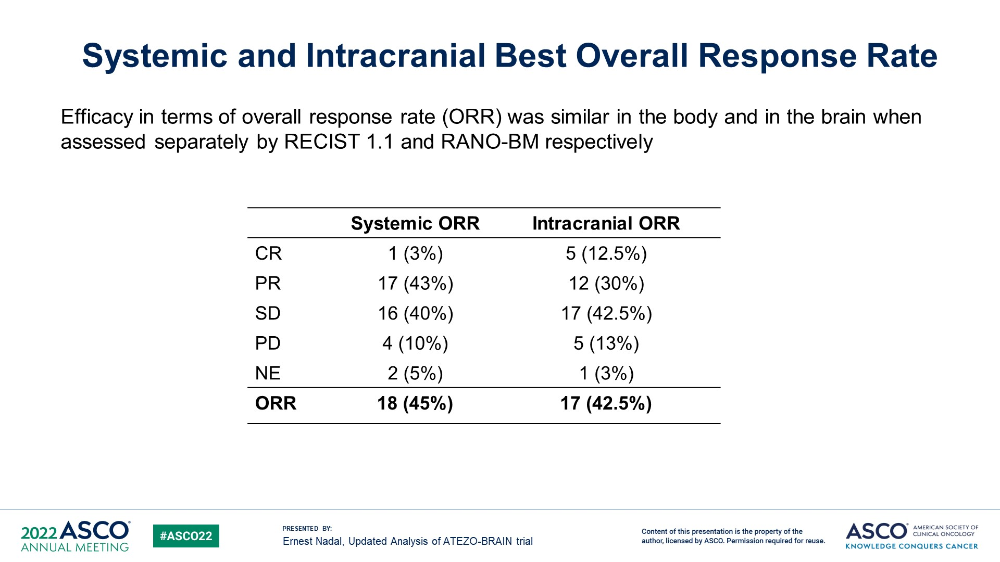 Systemic and Intracranial Best Overall Response Rate
Efficacy in terms of overall response rate (ORR) was similar in the body and in the brain when
assessed separately by RECIST 1.1 and RANO-BM respectively
Systemic ORR Intracranial ORR
CR 1 (3%) 5 (12.5%)
PR 17 (43%) 12 (30%)
SD 16 (40%) 17 (42.5%)
PD 4 (10%) 5 (13%)
NE 2 (5%) 1 (3%)
ORR 18 (45%) 17 (42.5%)
2022 ASCO®
ANNUAL MEETING
#ASCO22
PRESENTED BY:
Ernest Nadal, Updated Analysis of ATEZO-BRAIN trial
Content of this presentation is the property of the
author, licensed by ASCO. Permission required for reuse.
ASCO®
AMERICAN SOCIETY OF
CLINICAL ONCOLOGY
KNOWLEDGE CONQUERS CANCER